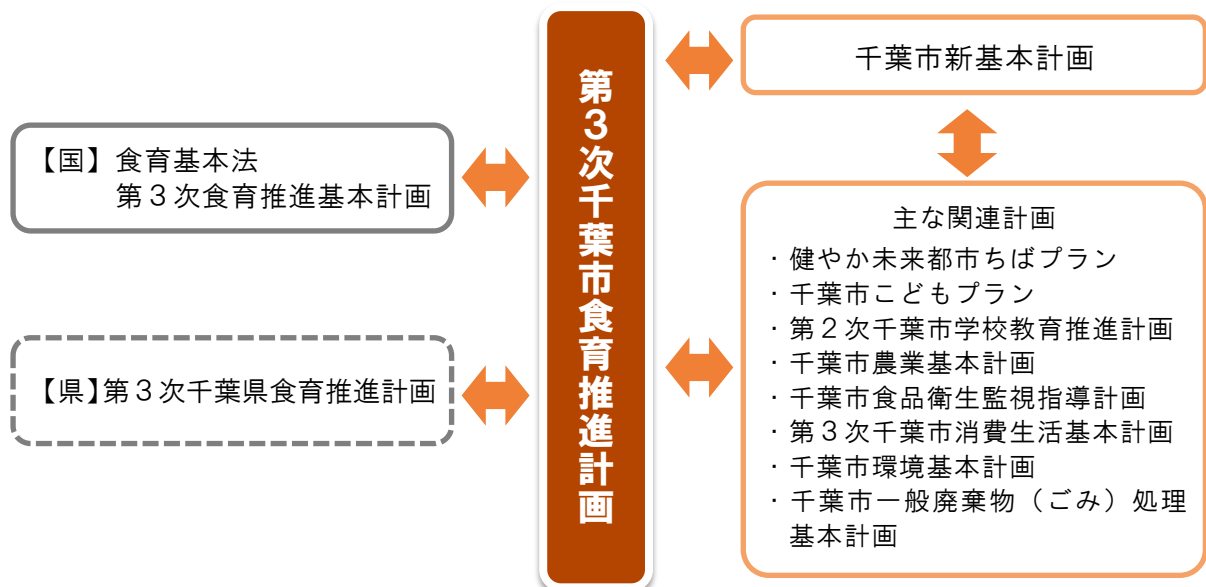 【国】食育基本法
第３次食育推進基本計画
【県】第３次千葉県食育推進計画
第３次千葉市食育推進計画
千葉市新基本計画
主な関連計画
・健やか未来都市ちばプラン
・千葉市こどもプラン
・第２次千葉市学校教育推進計画
・千葉市農業基本計画
・千葉市食品衛生監視指導計画
・第３次千葉市消費生活基本計画
・千葉市環境基本計画
・千葉市一般廃棄物（ごみ）処理
基本計画